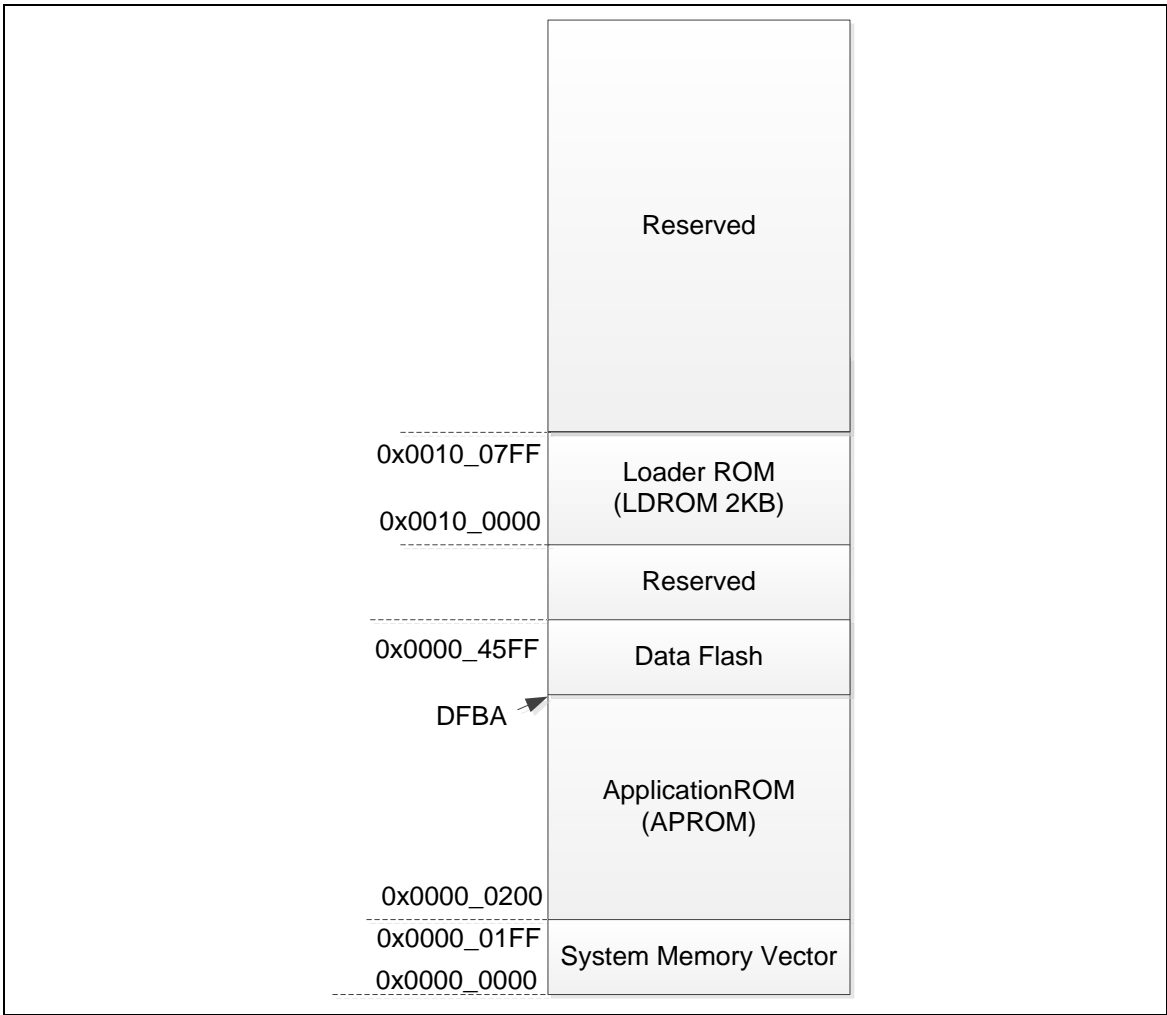 Reserved
0x0010_07FF
Loader ROM
(LDROM 2KB)
0x0010_0000
Reserved
0x0000_45FF
Data Flash
DFBA
ApplicationROM
(APROM)
0x0000_0200
0x0000_01FF
System Memory Vector
0x0000_0000